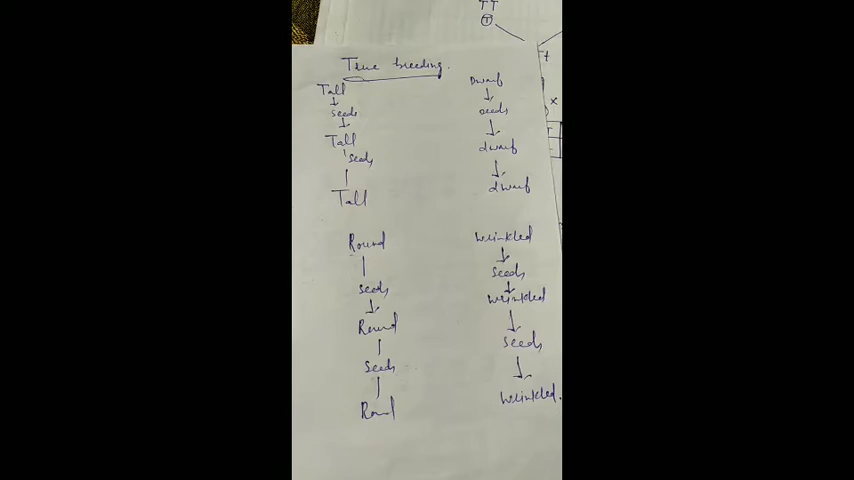 TT
T
t
x
T
True breeding.
Tall
seeds
Tall
seeds
Tall
Dwarf
seeds
dwarf
dwarf
Round
seeds
Round
Seeds
Round
Wrinkled
Seeds
Wrinkled
Seeds
Wrinkled.